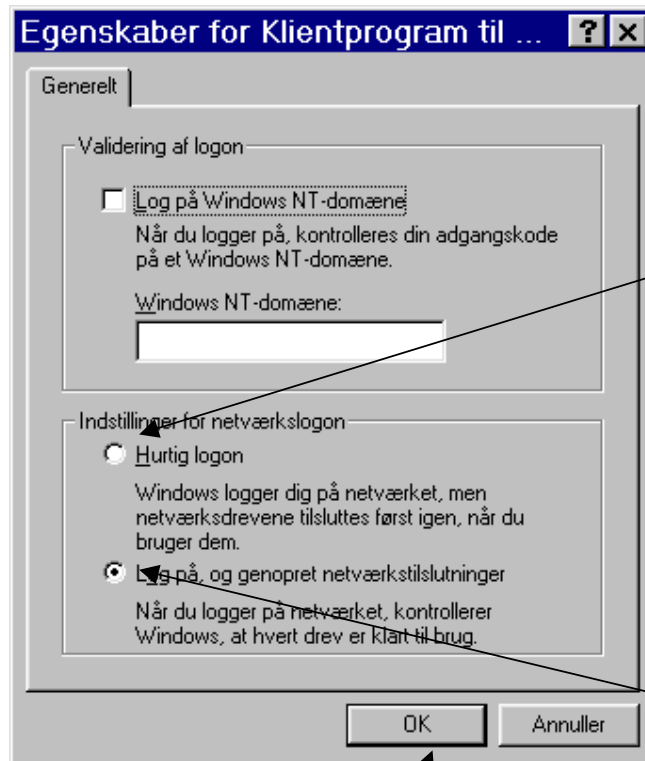 Egenskaber for Klientprogram til ...
Generelt
Validering af logon
Log på Windows NT-domæne
Når du logger på, kontrolleres din adgangskode
på et Windows NT-domæne.
Windows NT-domæne:
Indstillinger for netværkslogon
Hurtig logon
Windows logger dig på netværket, men
netværksdrevene tilsluttes først igen, når du
bruger dem.
Log på, og genopret netværkstilslutninger
Når du logger på netværket, kontrollerer
Windows, at hvert drev er klart til brug.
OK Annuller